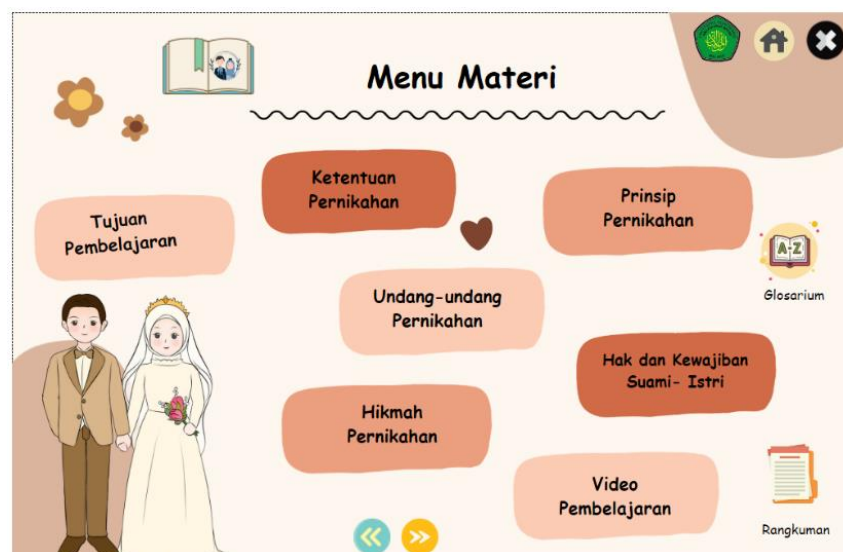 Menu Materi
Ketentuan
Pernikahan
Prinsip
Pernikahan
Tujuan
Pembelajaran
A-Z
Glosarium
Undang-undang
Pernikahan
Hak dan Kewajiban
Suami- Istri
Hikmah
Pernikahan
Video
Pembelajaran
Rangkuman